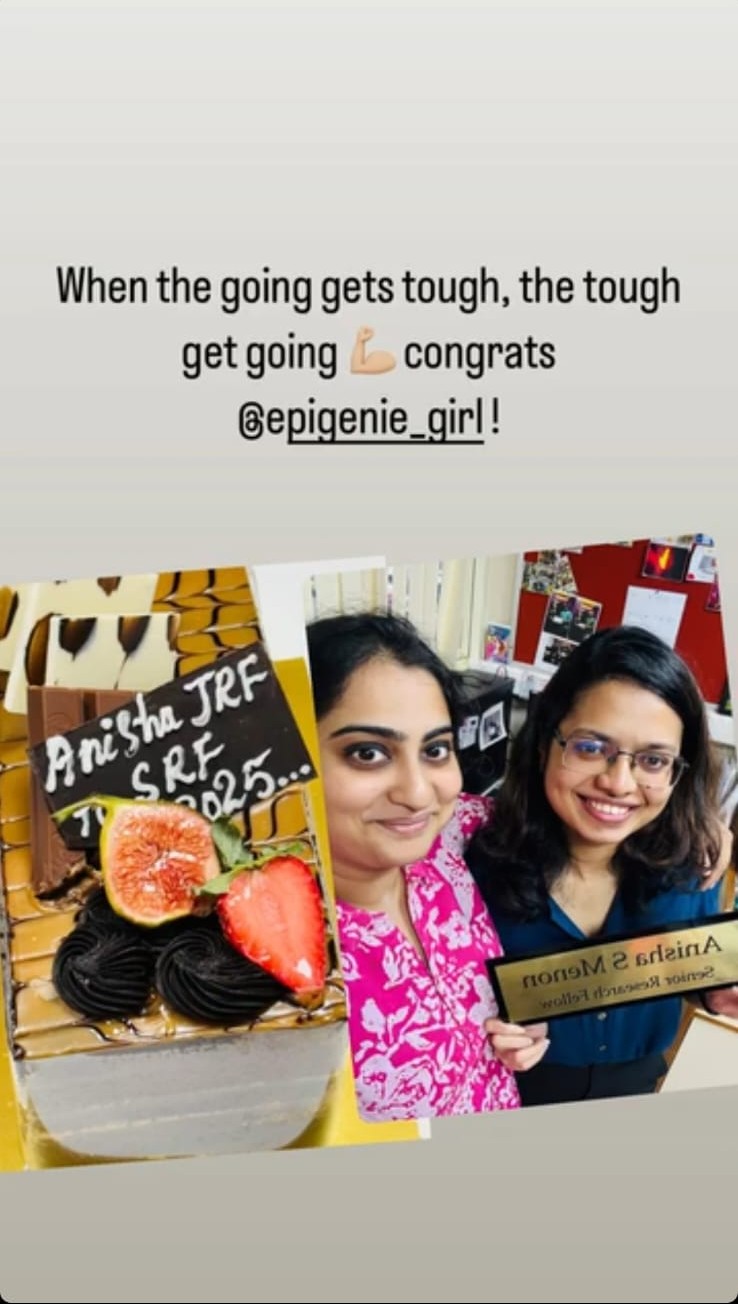 When the going gets tough, the tough
get going 💪🏼 congrats
@epigenie_girl!
Anisha JRF
SRF
2025...
Anisha S Menon
Senior Research Fellow